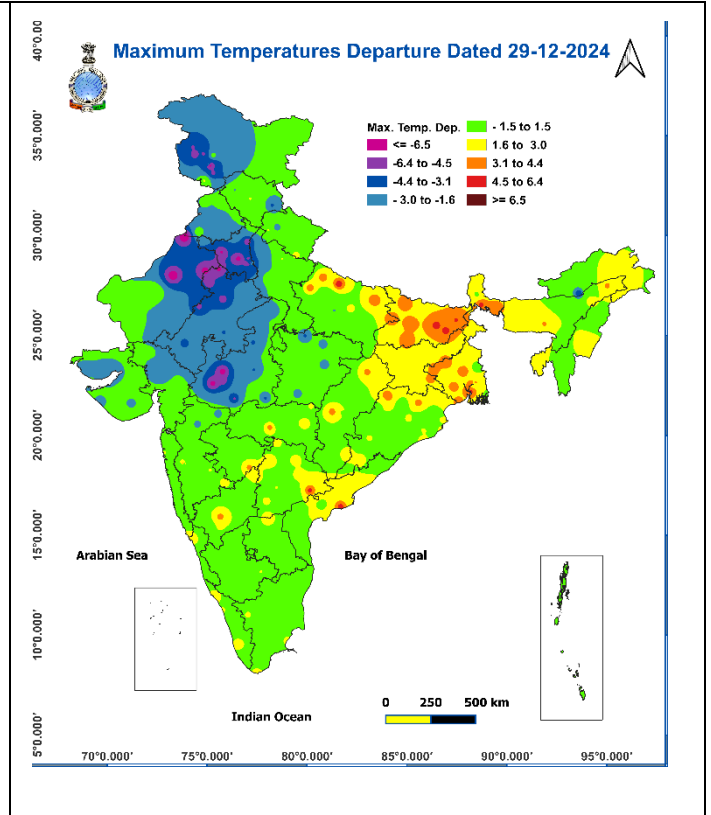 Maximum Temperatures Departure Dated 29-12-2024
Max. Temp. Dep.
<= -6.5
-6.4 to -4.5
-4.4 to -3.1
- 3.0 to -1.6
- 1.5 to 1.5
1.6 to 3.0
3.1 to 4.4
4.5 to 6.4
>= 6.5
40°0.00
35°0.000'
30°0.000'
25°0.000'
20°0.000'
15°0.000'
10°0.000'
5°0.000'
Arabian Sea
Bay of Bengal
Indian Ocean
0 250 500 km
70°0.000' 75°0.000' 80°0.000' 85°0.000' 90°0.000' 95°0.000'